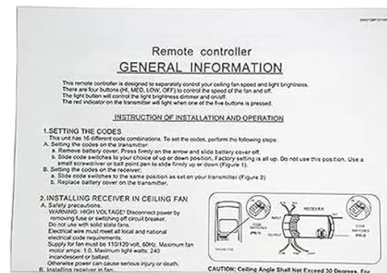 Remote controller
GENERAL INFORMATION
This remote controller is designed to separately control your ceiling fan speed and light brightness.
There are four buttons (HI, MED, LOW, OFF) to control the speed of the fan and off.
The light button will control the light brightness dimmer and on/off.
The red indicator on the transmitter will light when one of the five buttons is pressed.
INSTRUCTION OF INSTALLATION AND OPERATION
1.SETTING THE CODES
This unit has 16 different code combinations. To set the codes, perform the following steps:
A. Setting the codes on the transmitter:
a. Remove battery cover. Press firmly on the arrow and slide battery cover off.
b. Slide code switches to your choice of up or down position. Factory setting is all up. Do not use this position. Use a
small screwdriver or ball point pen to slide firmly up or down (Figure 1).
B. Setting the codes on the receiver:
a. Slide code switches to the same position as set on your transmitter (Figure 2)
b. Replace battery cover on the transmitter.
2.INSTALLING RECEIVER IN CEILING FAN
A. Safety precautions.
WARNING: HIGH VOLTAGE! Disconnect power by
removing fuse or switching off circuit breaker.
Do not use with solid state fans.
Electrical wire must meet all local and national
electrical code requirements.
Supply for fan must be 110/120 volt, 60Hz. Maximum fan
motor amps: 1.0, Maximum light watts: 240
incandescent or ballast.
Otherwise power can cause serious injury or death.
B. Installing receiver in fan.
RECEIVER
INPUT
OUTPUT
CODE
SWITCHES
CODE
SWITCHES
CAUTION: Ceiling Angle Shall Not Exceed 30 Degrees. For